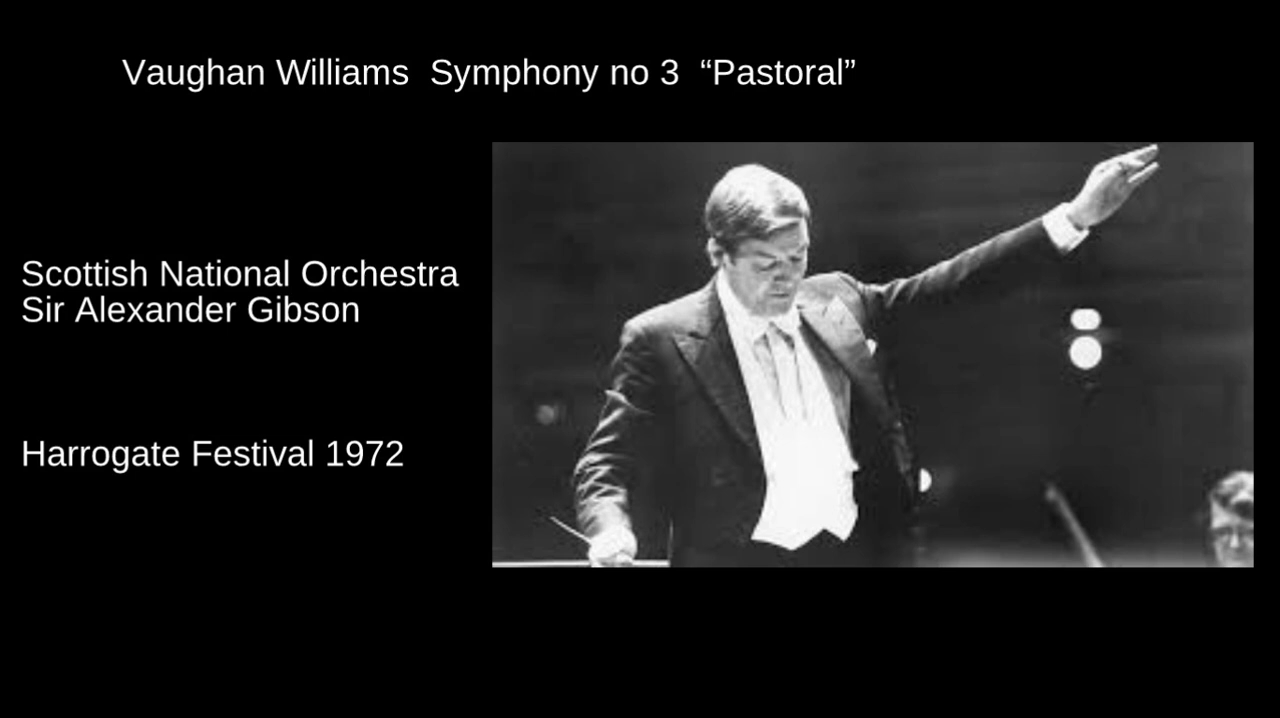 Vaughan Williams  Symphony no 3  “Pastoral”
Scottish National Orchestra
Sir Alexander Gibson
Harrogate Festival 1972